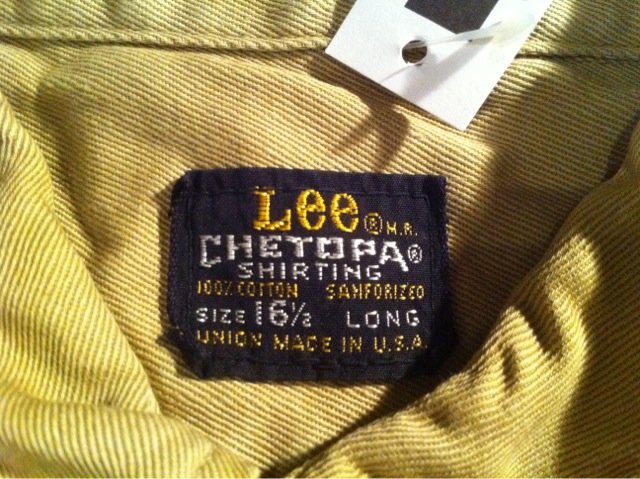 Lee ® M.R.
CHETOPA®
SHIRTING
100% COTTON SANFORIZED
SIZE 16½ LONG
UNION MADE IN U.S.A.